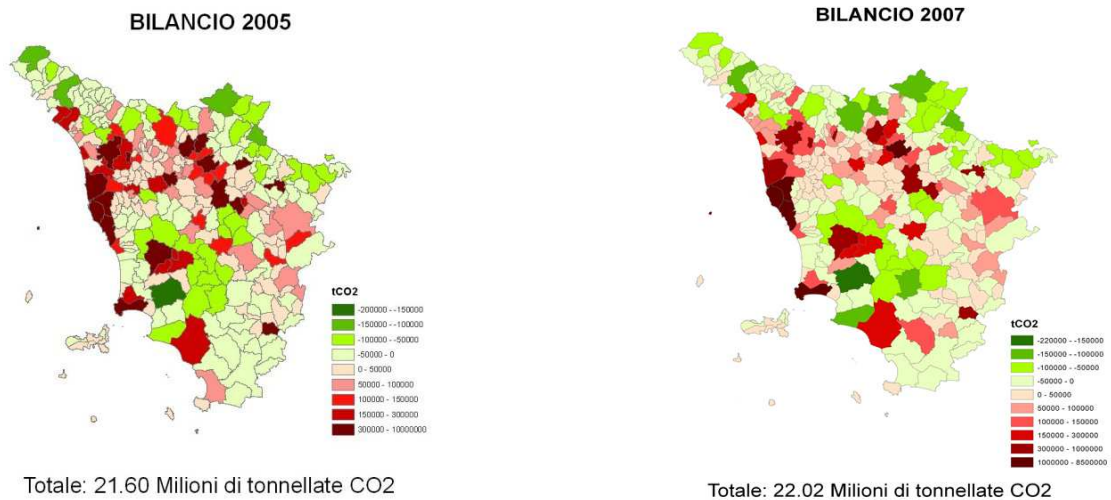 BILANCIO 2005
tCO2
-200000 - -150000
-150000 - -100000
-100000 - -50000
-50000 - 0
0 - 50000
50000 - 100000
100000 - 150000
150000 - 300000
300000 - 10000000
Totale: 21.60 Milioni di tonnellate CO2
BILANCIO 2007
tCO2
-220000 - -150000
-150000 - -100000
-100000 - -50000
-50000 - 0
0 - 50000
50000 - 100000
100000 - 150000
150000 - 300000
300000 - 1000000
1000000 - 8500000
Totale: 22.02 Milioni di tonnellate CO2